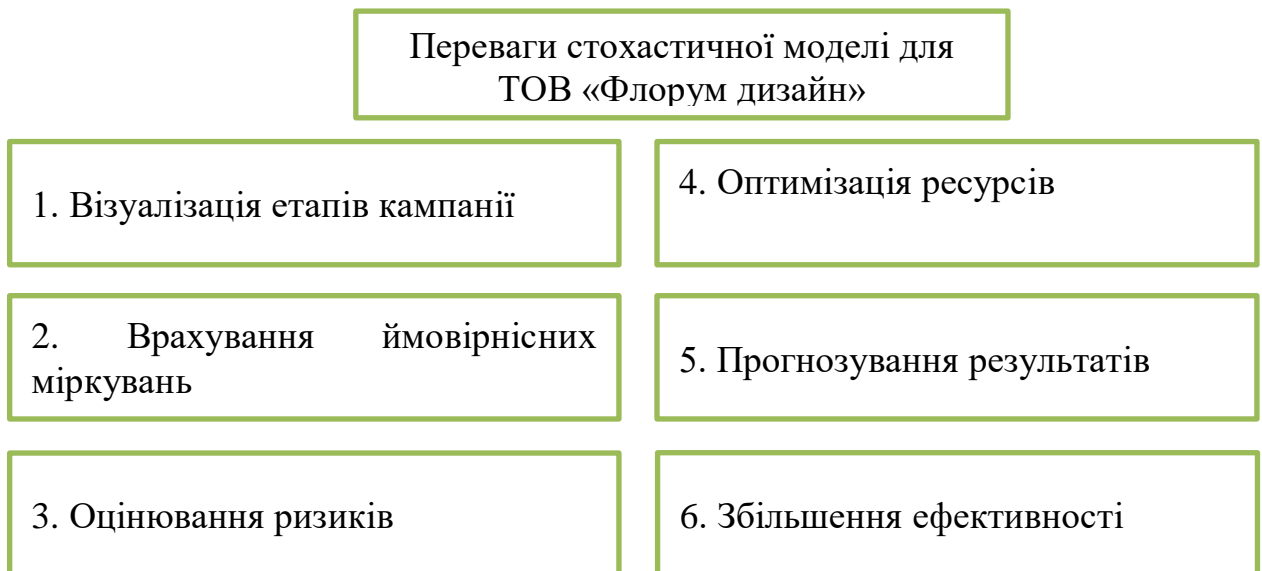 Переваги стохастичної моделі для
ТОВ «Флорум дизайн»
1. Візуалізація етапів кампанії
2. Врахування ймовірнісних
міркувань
3. Оцінювання ризиків
4. Оптимізація ресурсів
5. Прогнозування результатів
6. Збільшення ефективності